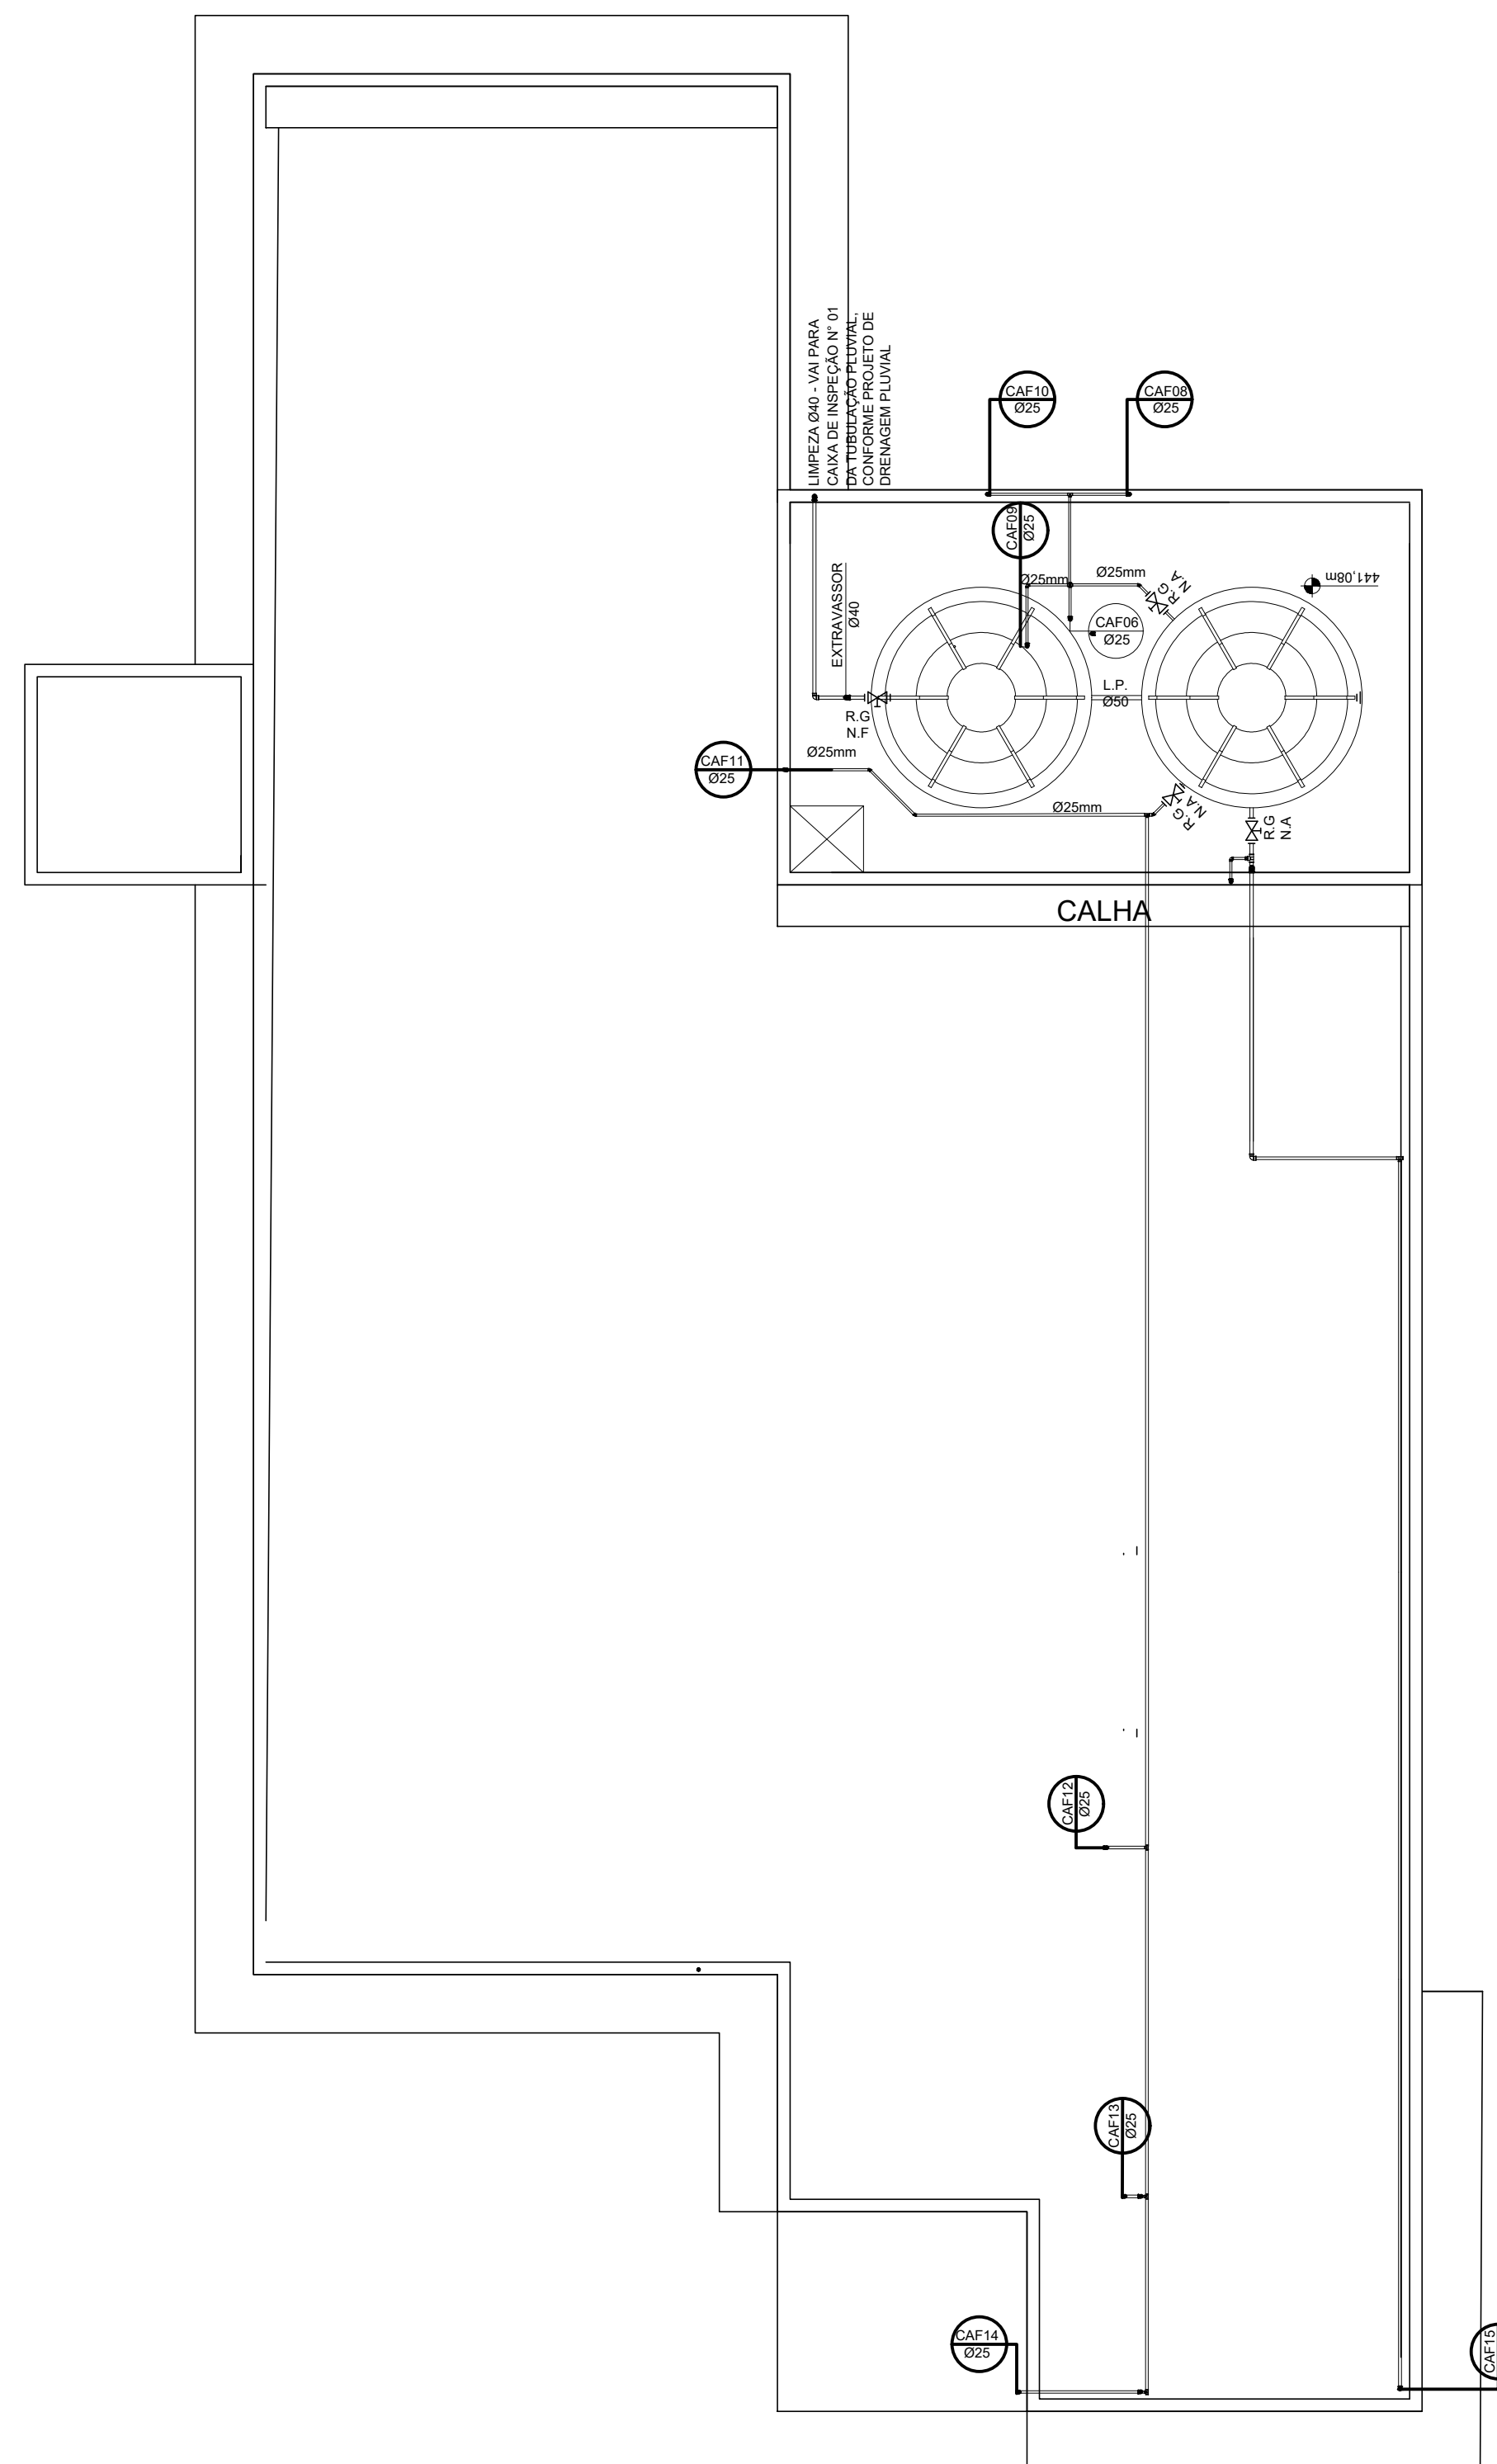 LIMPEZA Ø40 - VAI PARA
CAIXA DE INSPEÇÃO N° 01
DA TUBULAÇÃO PLUVIAL,
CONFORME PROJETO DE
DRENAGEM PLUVIAL
CAF10
Ø25
CAF08
Ø25
CAF09
Ø25
EXTRAVASSOR
Ø40
Ø25mm
Ø25mm
R.G
N.A
441,08m
CAF06
Ø25
L.P.
Ø50
R.G
N.F
Ø25mm
CAF11
Ø25
Ø25mm
R.G
N.A
R.G
N.A
CALHA
CAF12
Ø25
CAF13
Ø25
CAF14
Ø25
CAF15